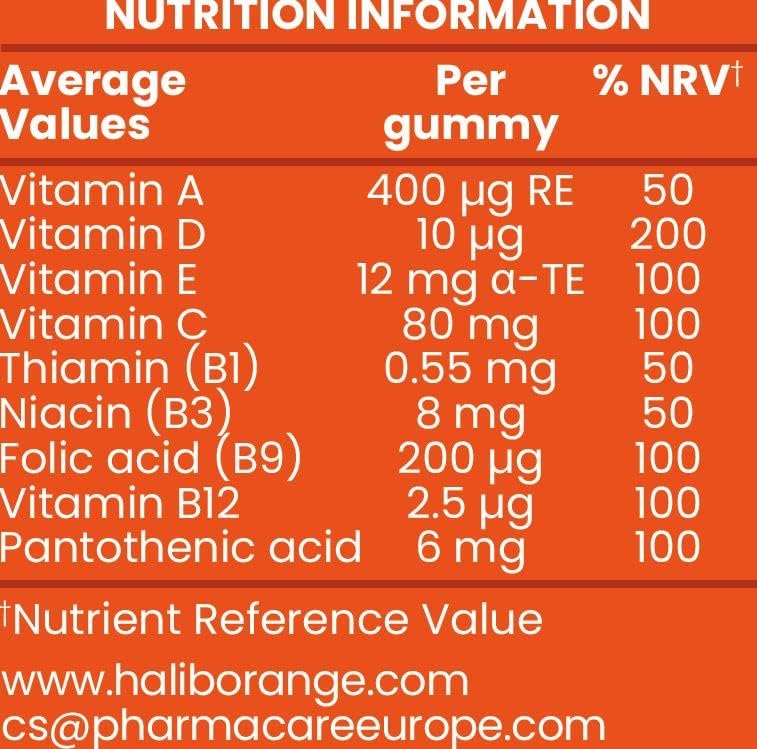 NUTRITION INFORMATION
Average Per % NRV†
Values gummy
Vitamin A 400 µg RE 50
Vitamin D 10 µg 200
Vitamin E 12 mg α-TE 100
Vitamin C 80 mg 100
Thiamin (B1) 0.55 mg 50
Niacin (B3) 8 mg 50
Folic acid (B9) 200 µg 100
Vitamin B12 2.5 µg 100
Pantothenic acid 6 mg 100
†Nutrient Reference Value
www.haliborange.com
cs@pharmacareeurope.com